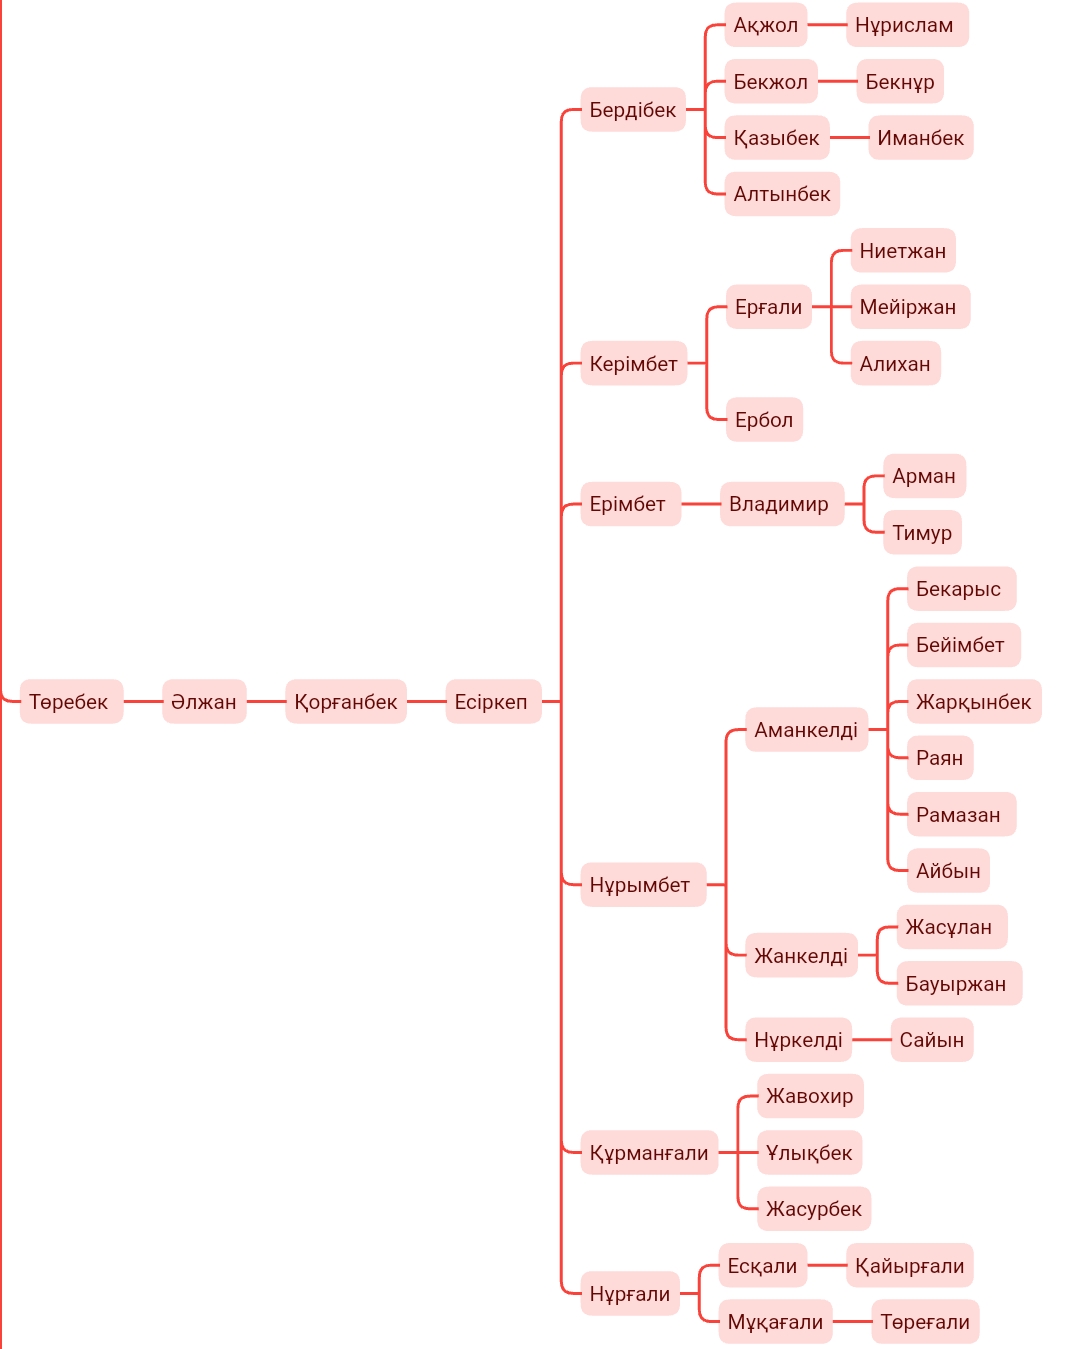 Төребек
Әлжан
Қорғанбек
Есіркеп
Бердібек
Ақжол
Нұрислам
Бекжол
Бекнұр
Қазыбек
Иманбек
Алтынбек
Керімбет
Ерғали
Ниетжан
Мейіржан
Алихан
Ербол
Ерімбет
Владимир
Арман
Тимур
Нұрымбет
Аманкелді
Бекарыс
Бейімбет
Жарқынбек
Раян
Рамазан
Айбын
Жанкелді
Жасұлан
Бауыржан
Нұркелді
Сайын
Құрманғали
Жавохир
Ұлықбек
Жасурбек
Нұрғали
Есқали
Қайырғали
Мұқағали
Төреғали